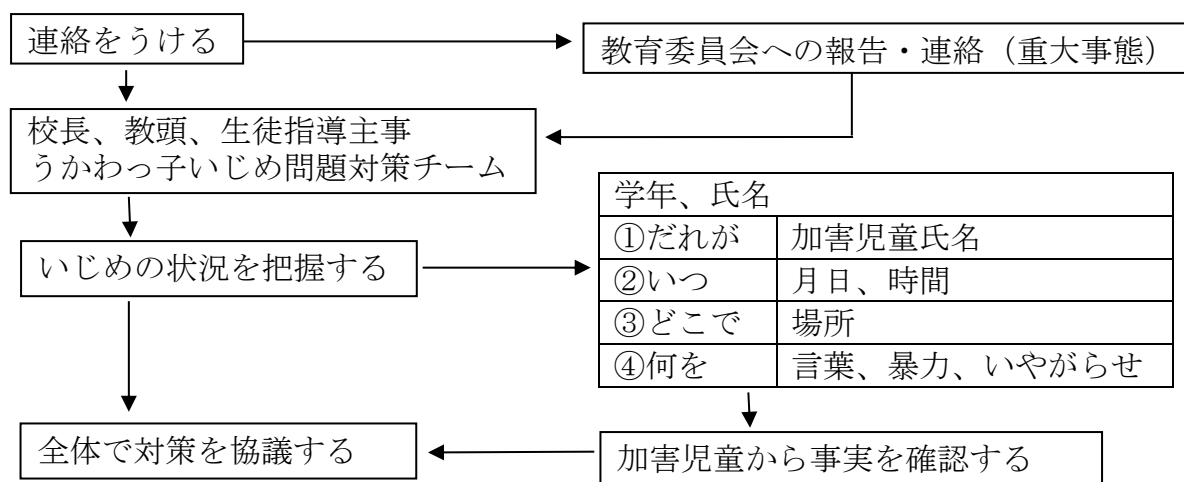 連絡をうける
教育委員会への報告・連絡（重大事態）
校長、教頭、生徒指導主事
うかわっ子いじめ問題対策チーム
いじめの状況を把握する
学年、氏名
①だれが 加害児童氏名
②いつ 月日、時間
③どこで 場所
④何を 言葉、暴力、いやがらせ
全体で対策を協議する
加害児童から事実を確認する